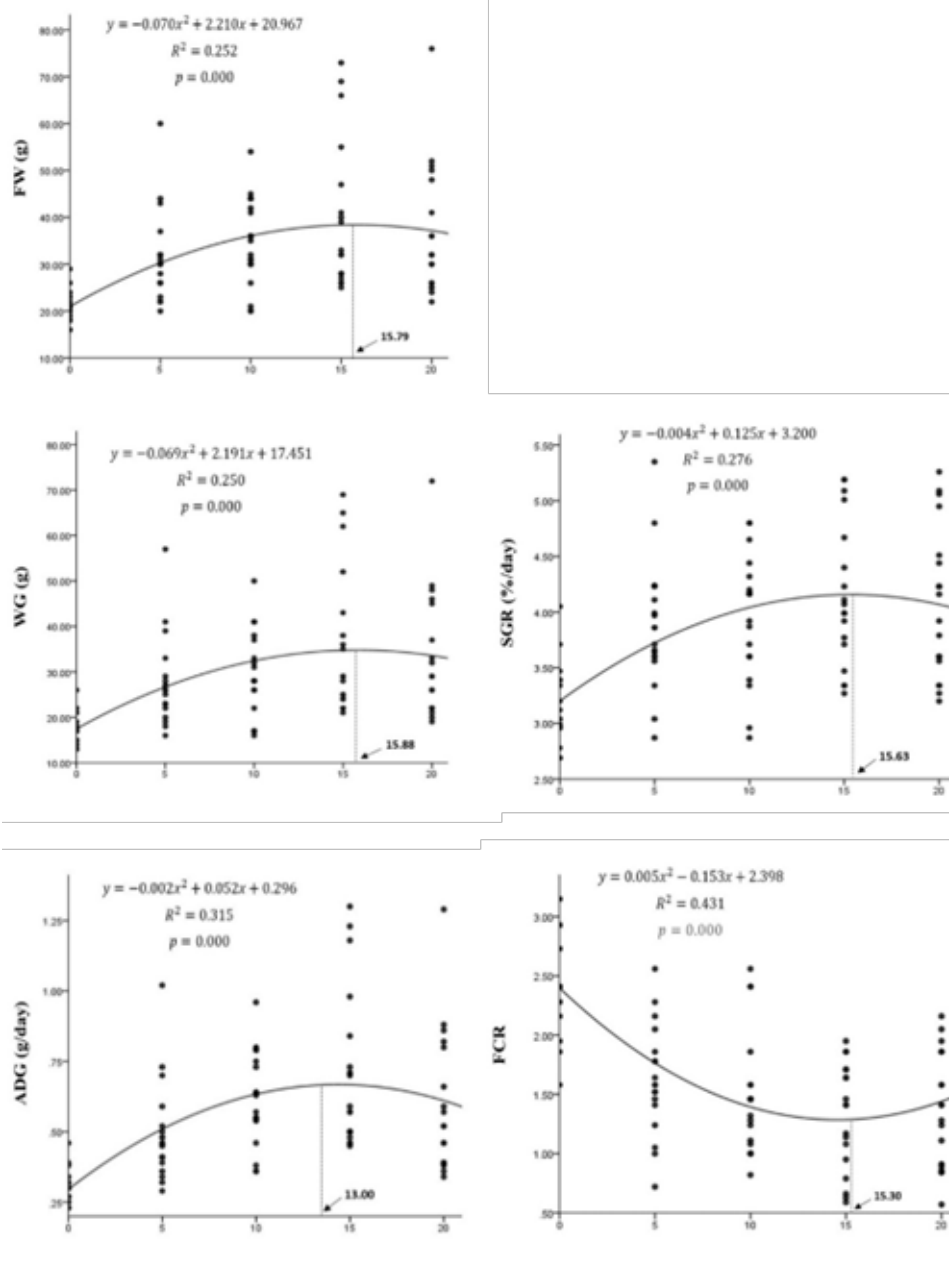 y = −0.070x² + 2.210x + 20.967
R² = 0.252
p = 0.000
FW (g)
80.00
70.00
60.00
50.00
40.00
30.00
20.00
10.00
15.79
0 5 10 15 20
y = −0.069x² + 2.191x + 17.451
R² = 0.250
p = 0.000
WG (g)
80.00
70.00
60.00
50.00
40.00
30.00
20.00
10.00
15.88
0 5 10 15 20
y = −0.004x² + 0.125x + 3.200
R² = 0.276
p = 0.000
SGR (%/day)
5.50
5.00
4.50
4.00
3.50
3.00
2.50
15.63
0 5 10 15 20
y = −0.002x² + 0.052x + 0.296
R² = 0.315
p = 0.000
ADG (g/day)
1.25
1.00
.75
.50
.25
13.00
0 5 10 15 20
y = 0.005x² − 0.153x + 2.398
R² = 0.431
p = 0.000
FCR
3.00
2.50
2.00
1.50
1.00
.50
15.30
0 5 10 15 20